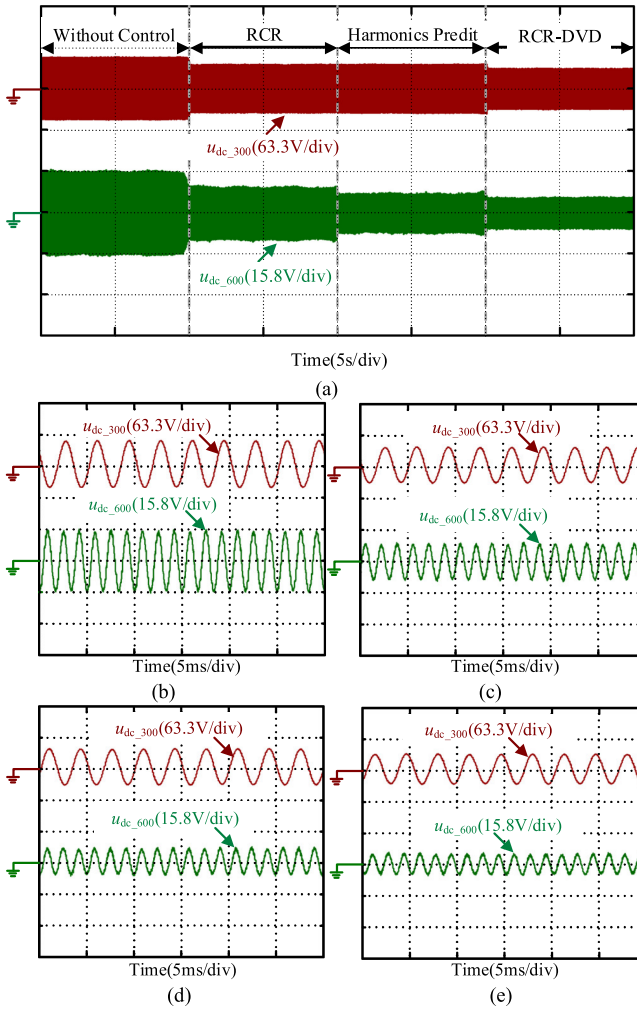 Without Control RCR Harmonics Predit RCR-DVD
udc_300(63.3V/div)
udc_600(15.8V/div)
Time(5s/div)
(a)
udc_300(63.3V/div)
udc_600(15.8V/div)
Time(5ms/div)
(b)
udc_300(63.3V/div)
udc_600(15.8V/div)
Time(5ms/div)
(c)
udc_300(63.3V/div)
udc_600(15.8V/div)
Time(5ms/div)
(d)
udc_300(63.3V/div)
udc_600(15.8V/div)
Time(5ms/div)
(e)